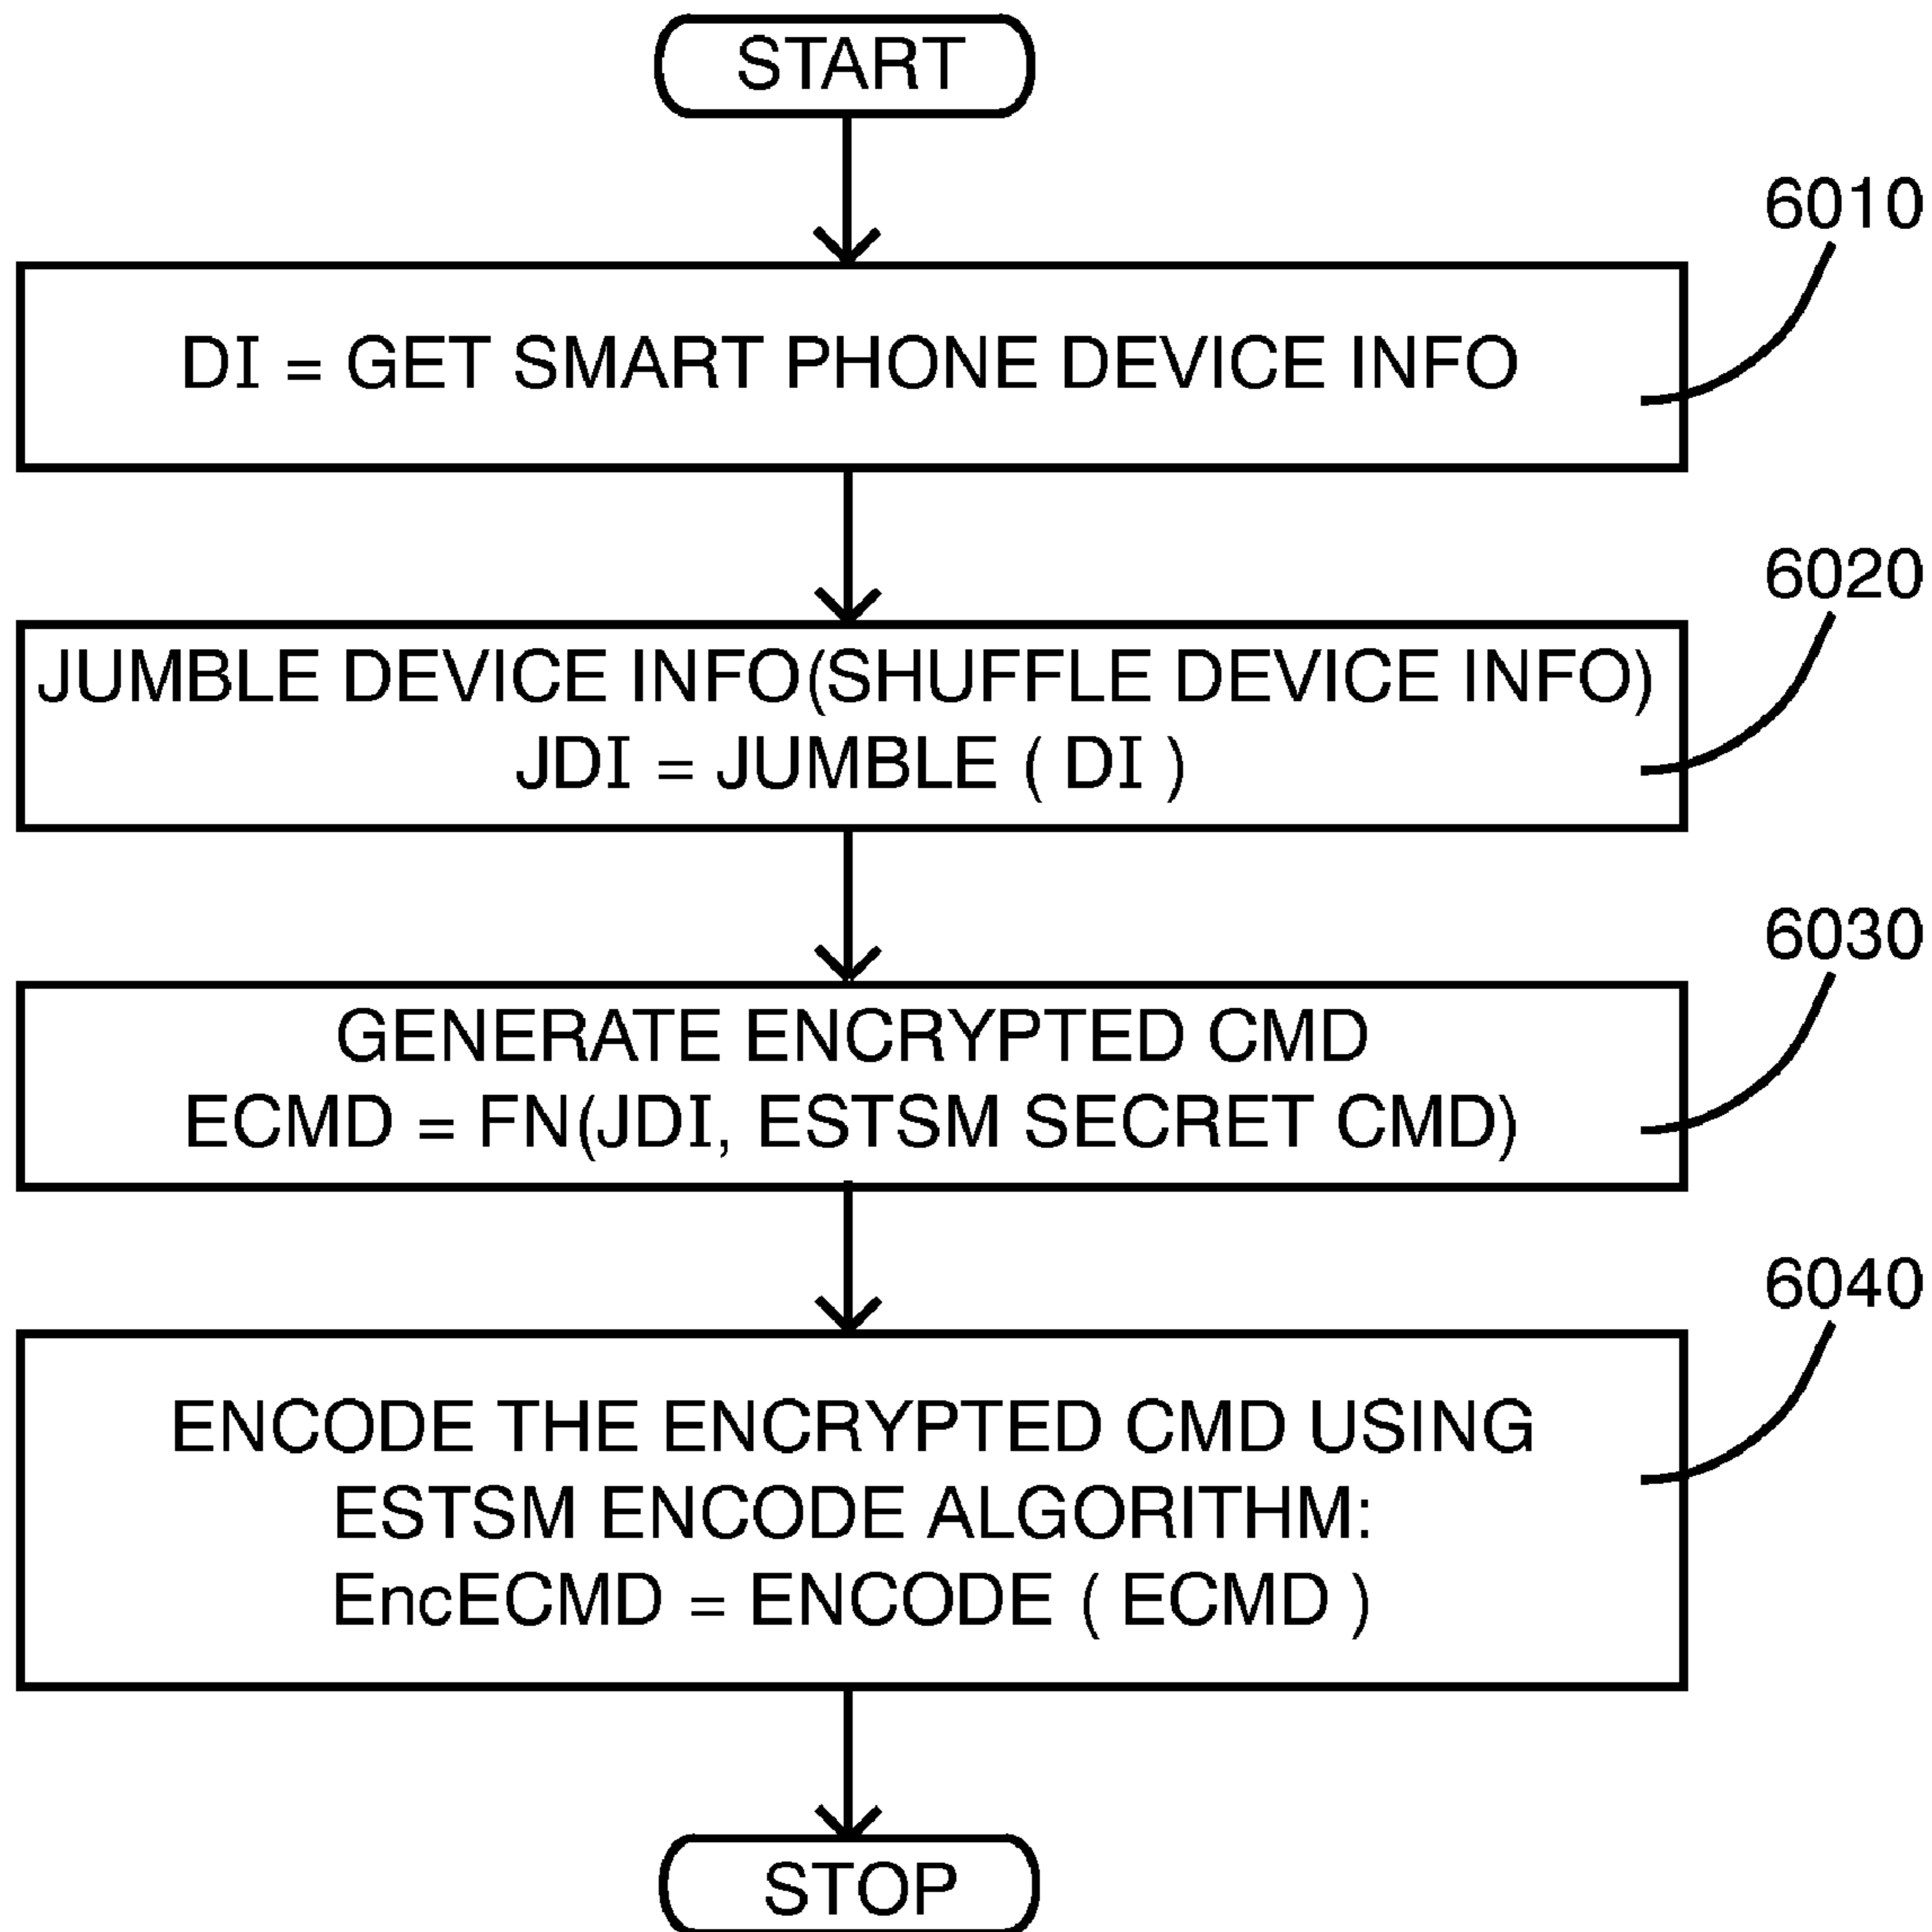 START
6010
DI = GET SMART PHONE DEVICE INFO
6020
JUMBLE DEVICE INFO(SHUFFLE DEVICE INFO)
JDI = JUMBLE ( DI )
6030
GENERATE ENCRYPTED CMD
ECMD = FN(JDI, ESTSM SECRET CMD)
6040
ENCODE THE ENCRYPTED CMD USING
ESTSM ENCODE ALGORITHM:
EncECMD = ENCODE ( ECMD )
STOP